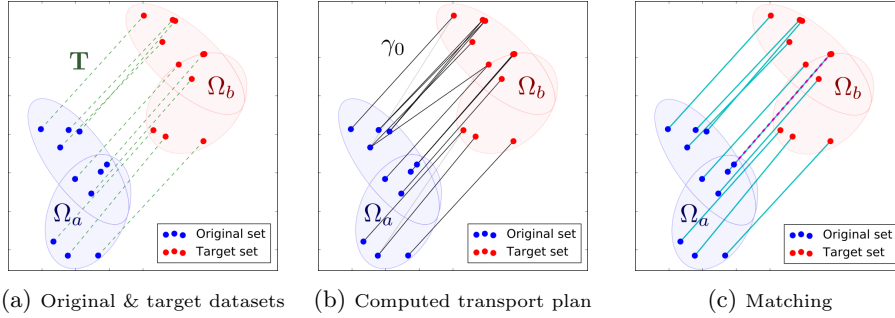 T
Ω_b
Ω_a
Original set
Target set
(a) Original & target datasets
γ_0
Ω_b
Ω_a
Original set
Target set
(b) Computed transport plan
Ω_b
Ω_a
Original set
Target set
(c) Matching